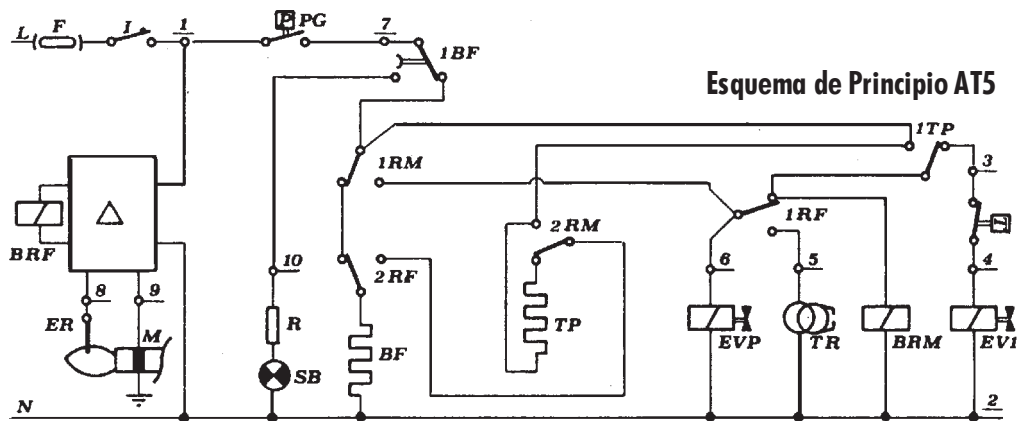 L F I 1 P PG 7 1BF
Esquema de Principio AT5
1TP
1RM 3
2RM 1RF
BRF
10 2RF 6 5 4
8 9
ER M R BF TP EVP TR BRM EV1
SB
N 2